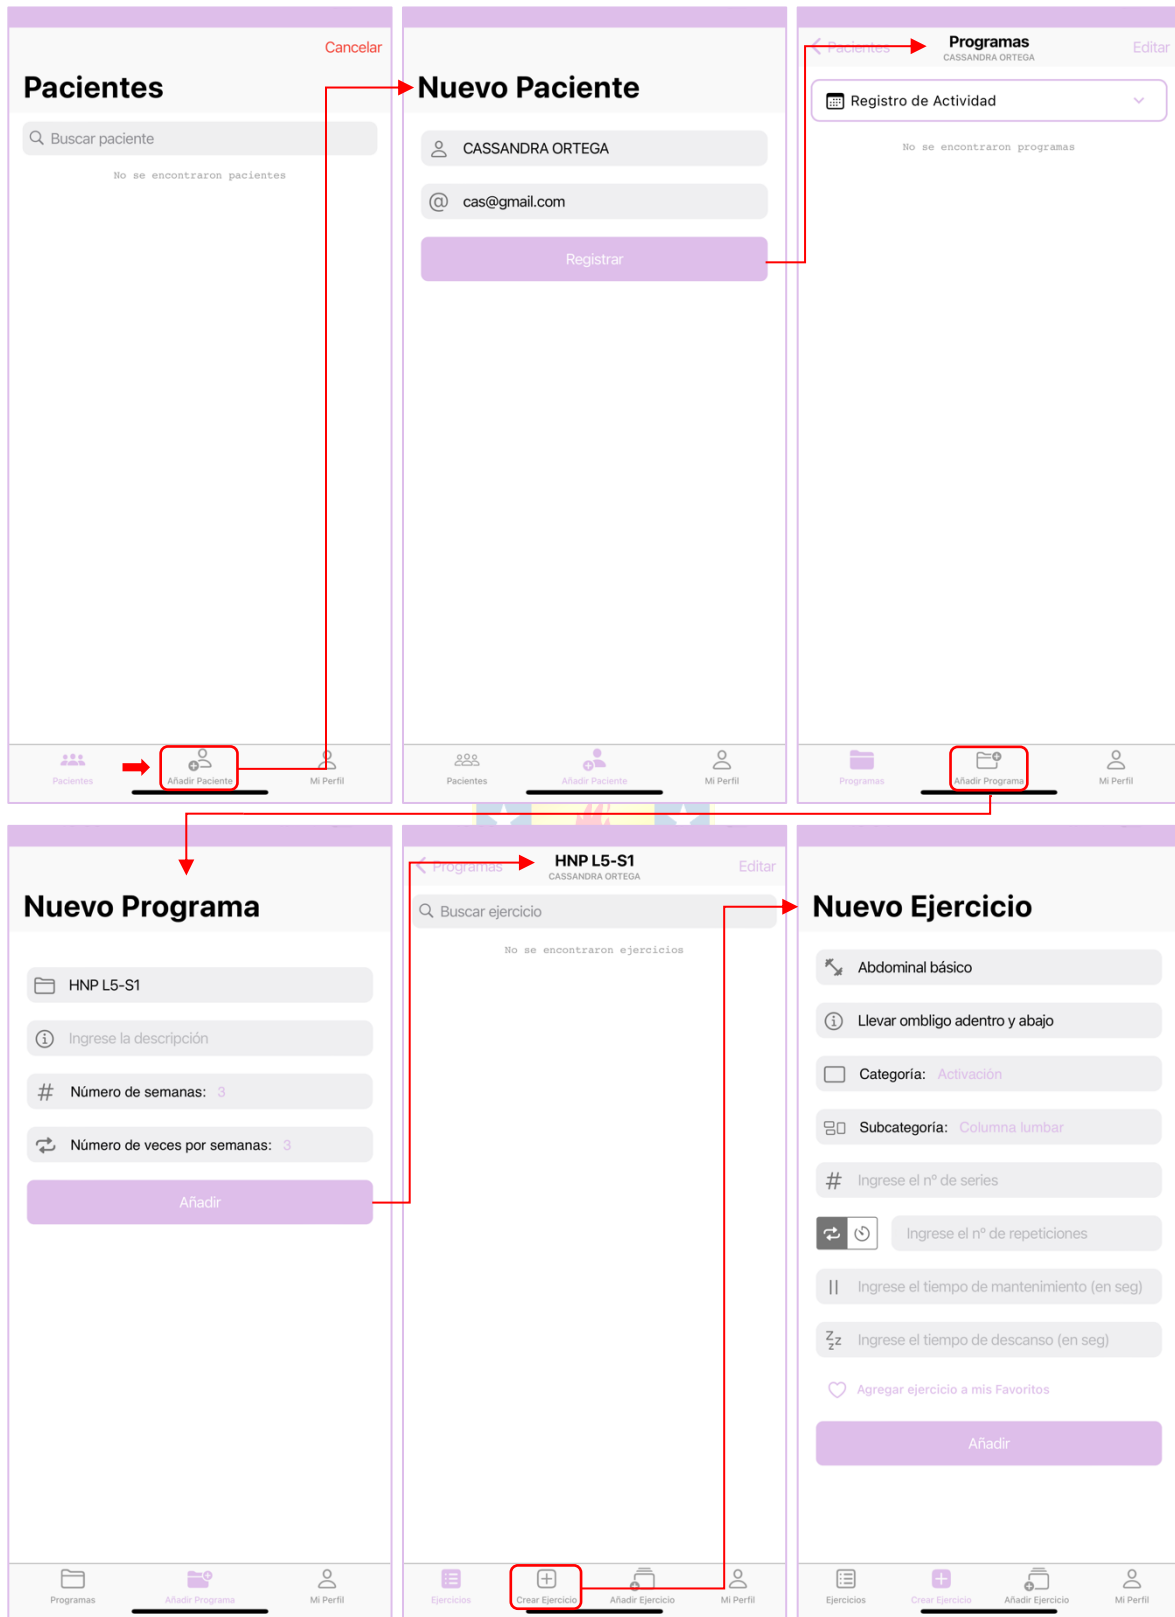 Cancelar
Pacientes
Buscar paciente
No se encontraron pacientes
Pacientes
Añadir Paciente
Mi Perfil
Nuevo Paciente
CASSANDRA ORTEGA
@ cas@gmail.com
Registrar
Pacientes
Añadir Paciente
Mi Perfil
Pacientes
Programas
Editar
CASSANDRA ORTEGA
Registro de Actividad
No se encontraron programas
Programas
Añadir Programa
Mi Perfil
Nuevo Programa
HNP L5-S1
Ingrese la descripción
# Número de semanas: 3
Número de veces por semanas: 3
Añadir
Programas
Añadir Programa
Mi Perfil
Programas
HNP L5-S1
Editar
CASSANDRA ORTEGA
Buscar ejercicio
No se encontraron ejercicios
Ejercicios
Crear Ejercicio
Añadir Ejercicio
Mi Perfil
Nuevo Ejercicio
Abdominal básico
Llevar ombligo adentro y abajo
Categoría: Activación
Subcategoría: Columna lumbar
# Ingrese el nº de series
Ingrese el nº de repeticiones
Ingrese el tiempo de mantenimiento (en seg)
zzz Ingrese el tiempo de descanso (en seg)
Agregar ejercicio a mis Favoritos
Añadir
Ejercicios
Crear Ejercicio
Añadir Ejercicio
Mi Perfil